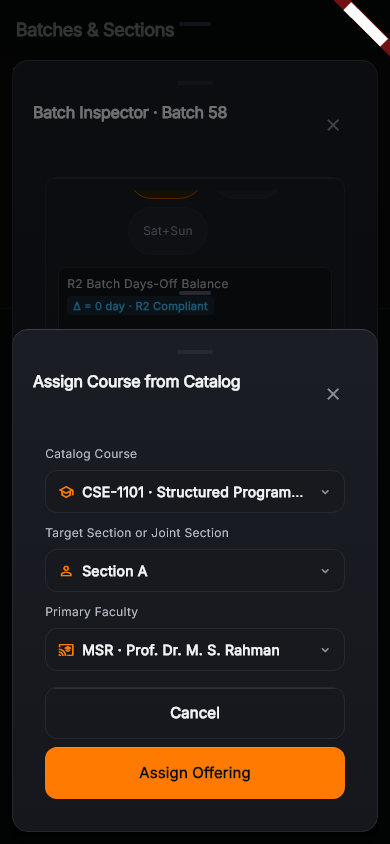 Batches & Sections
Batch Inspector · Batch 58
Sat+Sun
R2 Batch Days-Off Balance
Δ = 0 day · R2 Compliant
Assign Course from Catalog
Catalog Course
CSE-1101 · Structured Program...
Target Section or Joint Section
Section A
Primary Faculty
MSR · Prof. Dr. M. S. Rahman
Cancel
Assign Offering